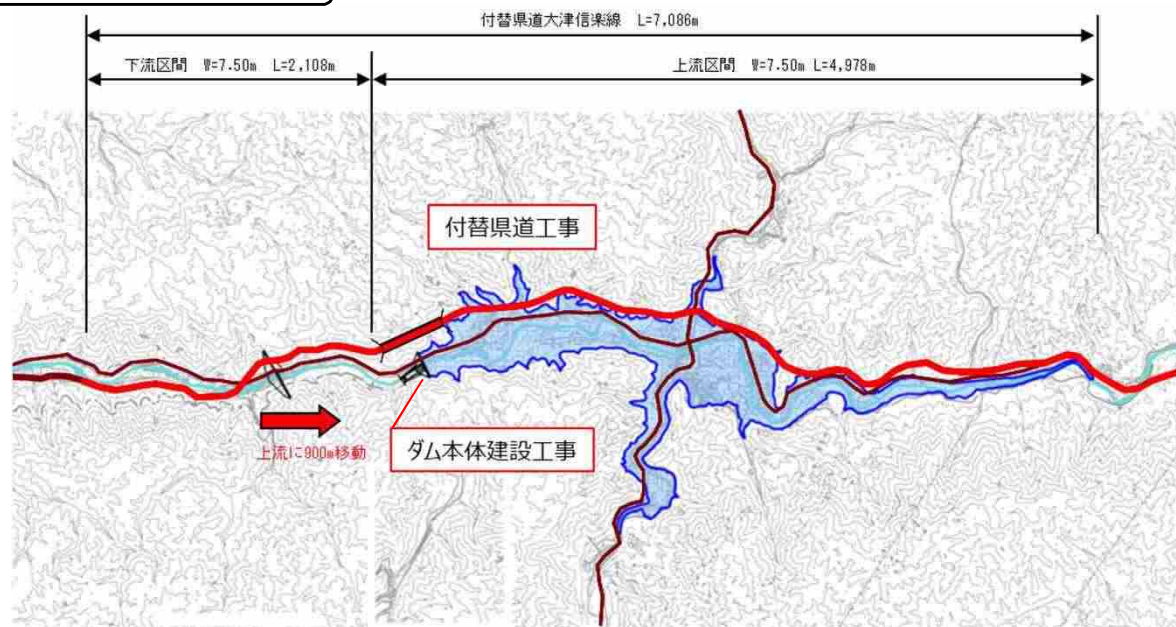 付替県道大津信楽線 L=7,086m
下流区間 W=7.50m L=2,108m
上流区間 W=7.50m L=4,978m
付替県道工事
上流に900m移動
ダム本体建設工事